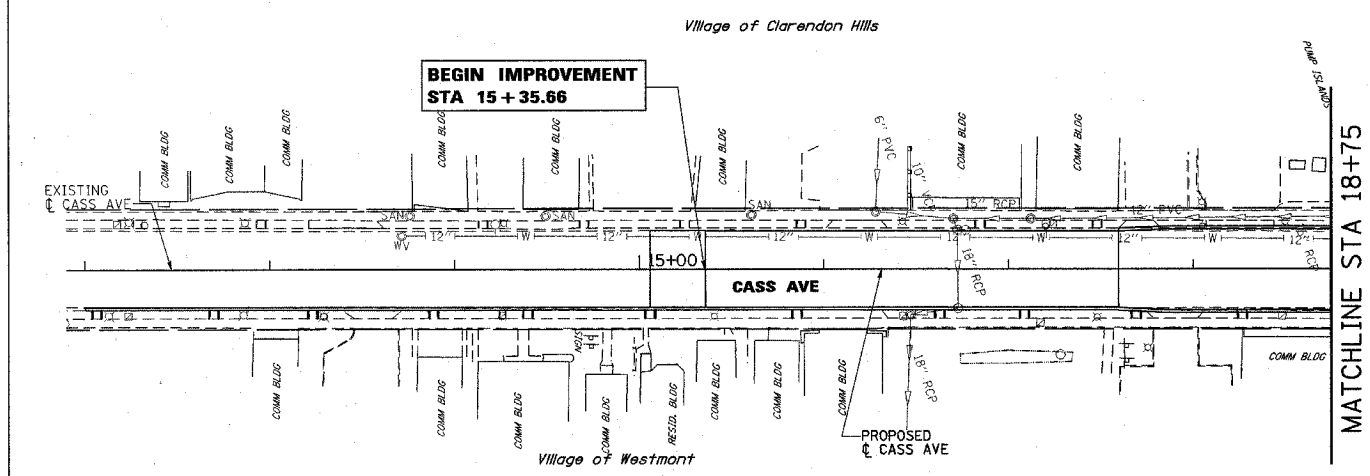 Village of Clarendon Hills
BEGIN IMPROVEMENT
STA 15+35.66
PUMP ISLANDS
MATCHLINE STA 18+75
COMM BLDG
COMM BLDG
COMM BLDG
COMM BLDG
COMM BLDG
COMM BLDG
6" PVC
10" VCP
COMM BLDG
COMM BLDG
EXISTING
℄ CASS AVE
SAN
SAN
SAN
15" RCP
12" PVC
WV
12"
W
12"
W
12"
W
12"
W
12"
W
12"
RCP
15+00
CASS AVE
18" RCP
SIGN
18" RCP
COMM BLDG
COMM BLDG
COMM BLDG
COMM BLDG
RESID. BLDG
COMM BLDG
COMM BLDG
COMM BLDG
COMM BLDG
PROPOSED
℄ CASS AVE
Village of Westmont